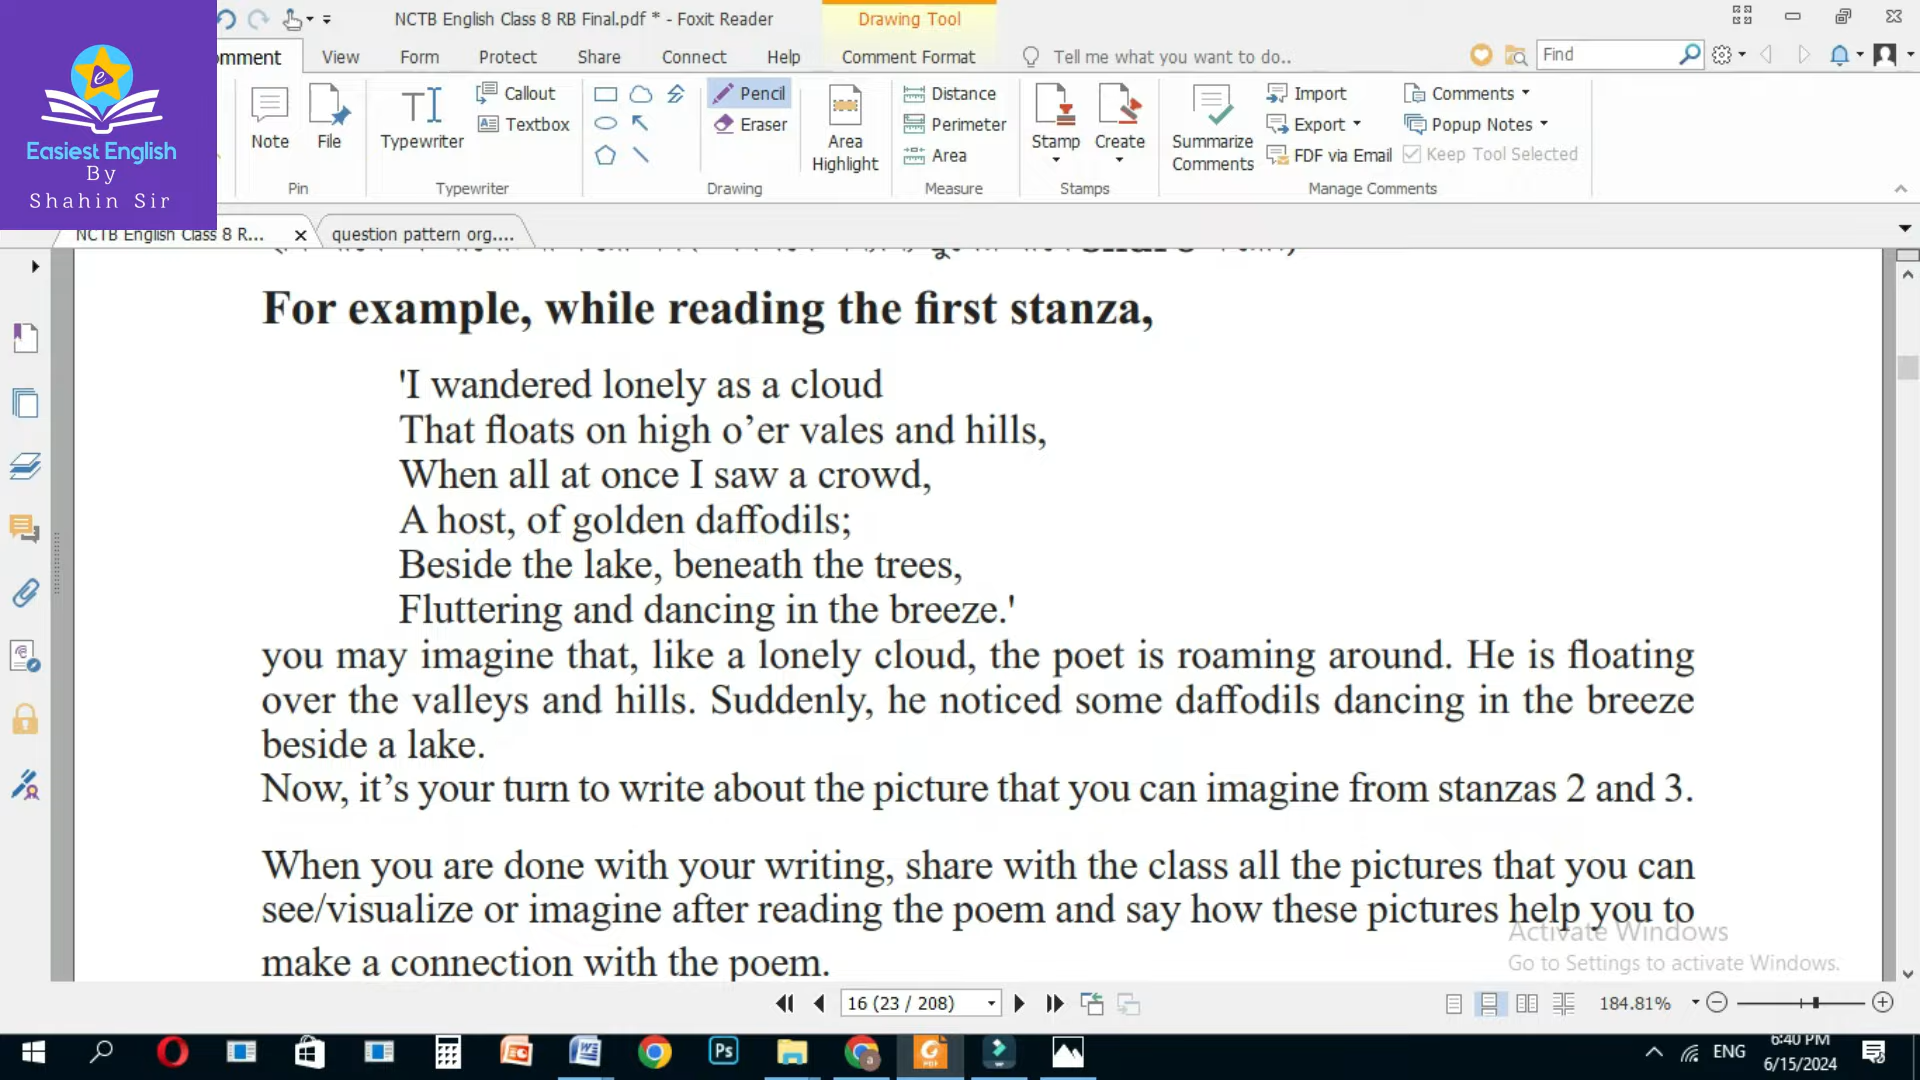 NCTB English Class 8 RB Final.pdf * - Foxit Reader
Drawing Tool
omment
View
Form
Protect
Share
Connect
Help
Comment Format
Tell me what you want to do..
Find
Easiest English
By
Shahin Sir
Note
File
Pin
Typewriter
Callout
Textbox
Typewriter
Pencil
Eraser
Drawing
Area
Highlight
Distance
Perimeter
Area
Measure
Stamp
Create
Stamps
Summarize
Comments
Import
Export
FDF via Email
Comments
Popup Notes
Keep Tool Selected
Manage Comments
NCTB English Class 8 R...
question pattern org....
For example, while reading the first stanza,
'I wandered lonely as a cloud
That floats on high o’er vales and hills,
When all at once I saw a crowd,
A host, of golden daffodils;
Beside the lake, beneath the trees,
Fluttering and dancing in the breeze.'
you may imagine that, like a lonely cloud, the poet is roaming around. He is floating
over the valleys and hills. Suddenly, he noticed some daffodils dancing in the breeze
beside a lake.
Now, it’s your turn to write about the picture that you can imagine from stanzas 2 and 3.
When you are done with your writing, share with the class all the pictures that you can
see/visualize or imagine after reading the poem and say how these pictures help you to
make a connection with the poem.
Activate Windows
Go to Settings to activate Windows.
16 (23 / 208)
184.81%
Ps
ENG
6:40 PM
6/15/2024